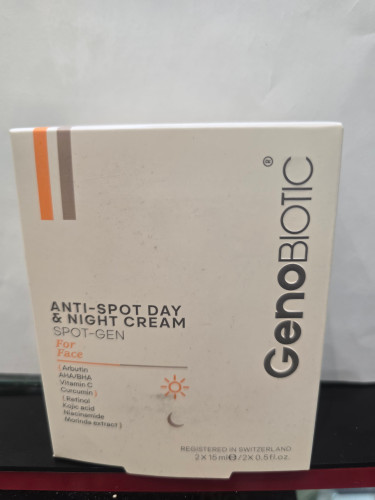 GenoBIOTIC®
ANTI-SPOT DAY
& NIGHT CREAM
SPOT-GEN
For
Face
( Arbutin
AHA/BHA
Vitamin C
Curcumin )
( Retinol
Kojic acid
Niacinamide
Morinda extract )
REGISTERED IN SWITZERLAND
2 X 15 ml℮/2X 0.5 fl.oz.